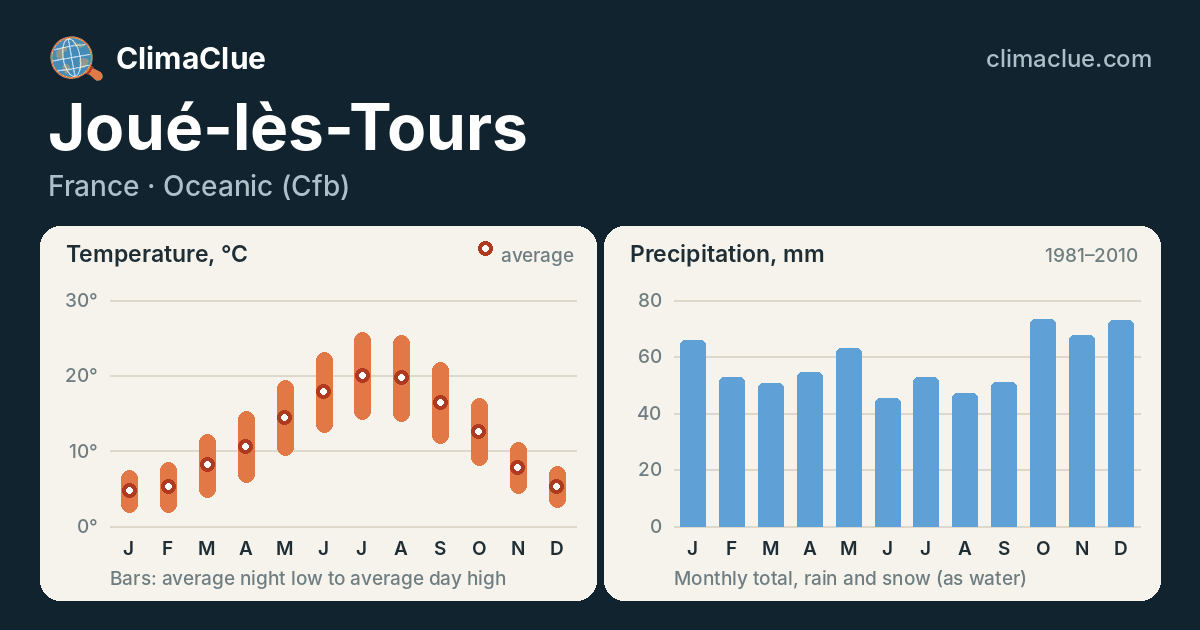 ClimaClue
climaclue.com
Joué-lès-Tours
France · Oceanic (Cfb)
Temperature, °C
average
30°
20°
10°
0°
J F M A M J J A S O N D
Bars: average night low to average day high
Precipitation, mm
1981–2010
80
60
40
20
0
J F M A M J J A S O N D
Monthly total, rain and snow (as water)